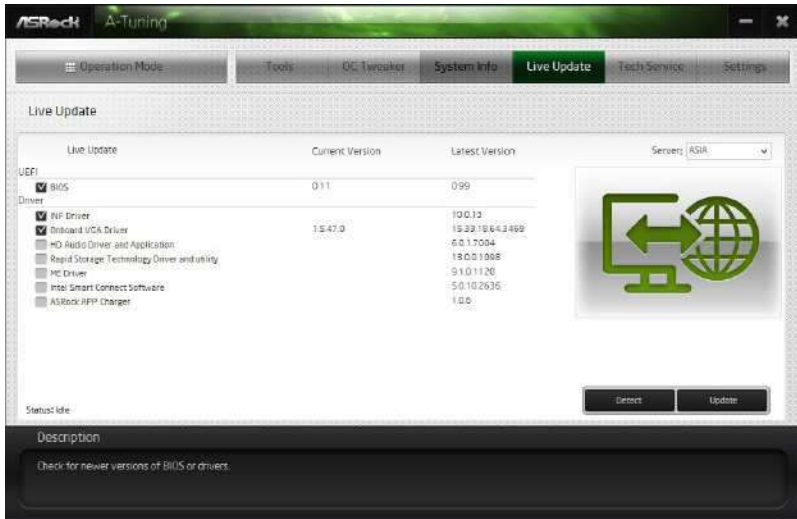 ASRock A-Tuning
Operation Mode Tools OC Tweaker System Info Live Update Tech Service Settings
Live Update
Live Update Current Version Latest Version Server: ASIA
UEFI
BIOS 0.11 0.99
Driver
INF Driver 10.0.13
Onboard VGA Driver 1.5.47.0 15.33.18.64.3469
HD Audio Driver and Application 6.0.1.7004
Rapid Storage Technology Driver and utility 13.0.0.1098
ME Driver 9.1.0.1120
Intel Smart Connect Software 5.0.10.2636
ASRock APP Charger 1.0.6
Detect Update
Status: Idle
Description
Check for newer versions of BIOS or drivers.